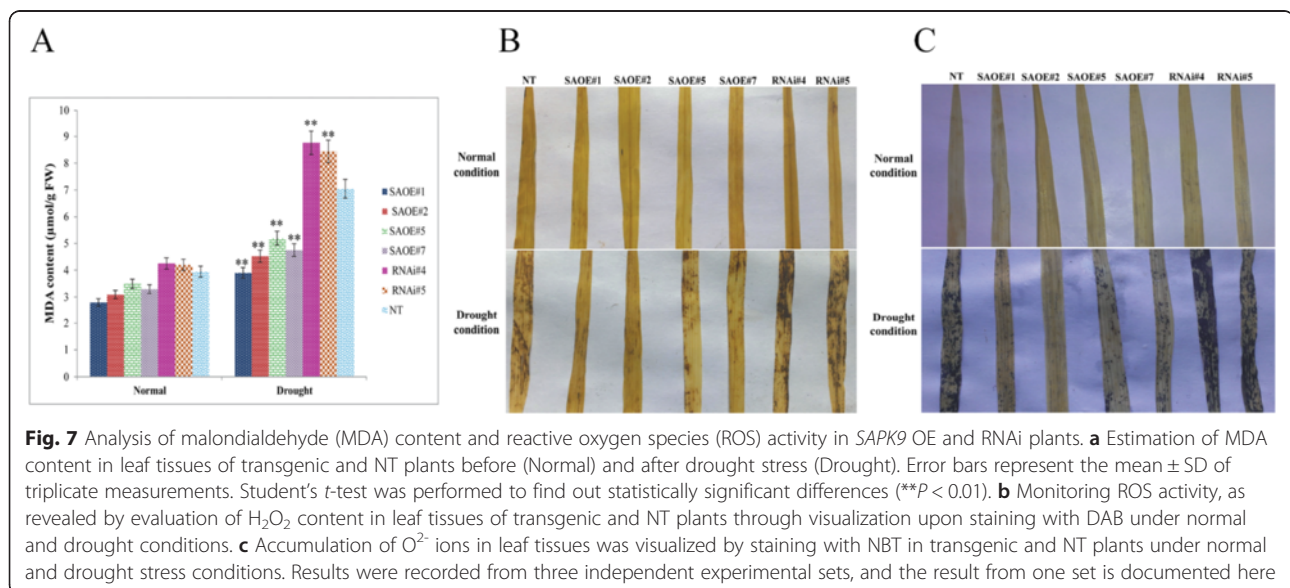 A
B
C
NT SAOE#1 SAOE#2 SAOE#5 SAOE#7 RNAi#4 RNAi#5
NT SAOE#1 SAOE#2 SAOE#5 SAOE#7 RNAi#4 RNAi#5
MDA content (µmol/g FW)
10
9
8
7
6
5
4
3
2
1
0
** ** ** ** ** **
Normal Drought
SAOE#1
SAOE#2
SAOE#5
SAOE#7
RNAi#4
RNAi#5
NT
Normal
condition
Drought
condition
Normal
condition
Drought
condition
Fig. 7 Analysis of malondialdehyde (MDA) content and reactive oxygen species (ROS) activity in SAPK9 OE and RNAi plants. a Estimation of MDA
content in leaf tissues of transgenic and NT plants before (Normal) and after drought stress (Drought). Error bars represent the mean ± SD of
triplicate measurements. Student's t-test was performed to find out statistically significant differences (**P < 0.01). b Monitoring ROS activity, as
revealed by evaluation of H₂O₂ content in leaf tissues of transgenic and NT plants through visualization upon staining with DAB under normal
and drought conditions. c Accumulation of O²⁻ ions in leaf tissues was visualized by staining with NBT in transgenic and NT plants under normal
and drought stress conditions. Results were recorded from three independent experimental sets, and the result from one set is documented here